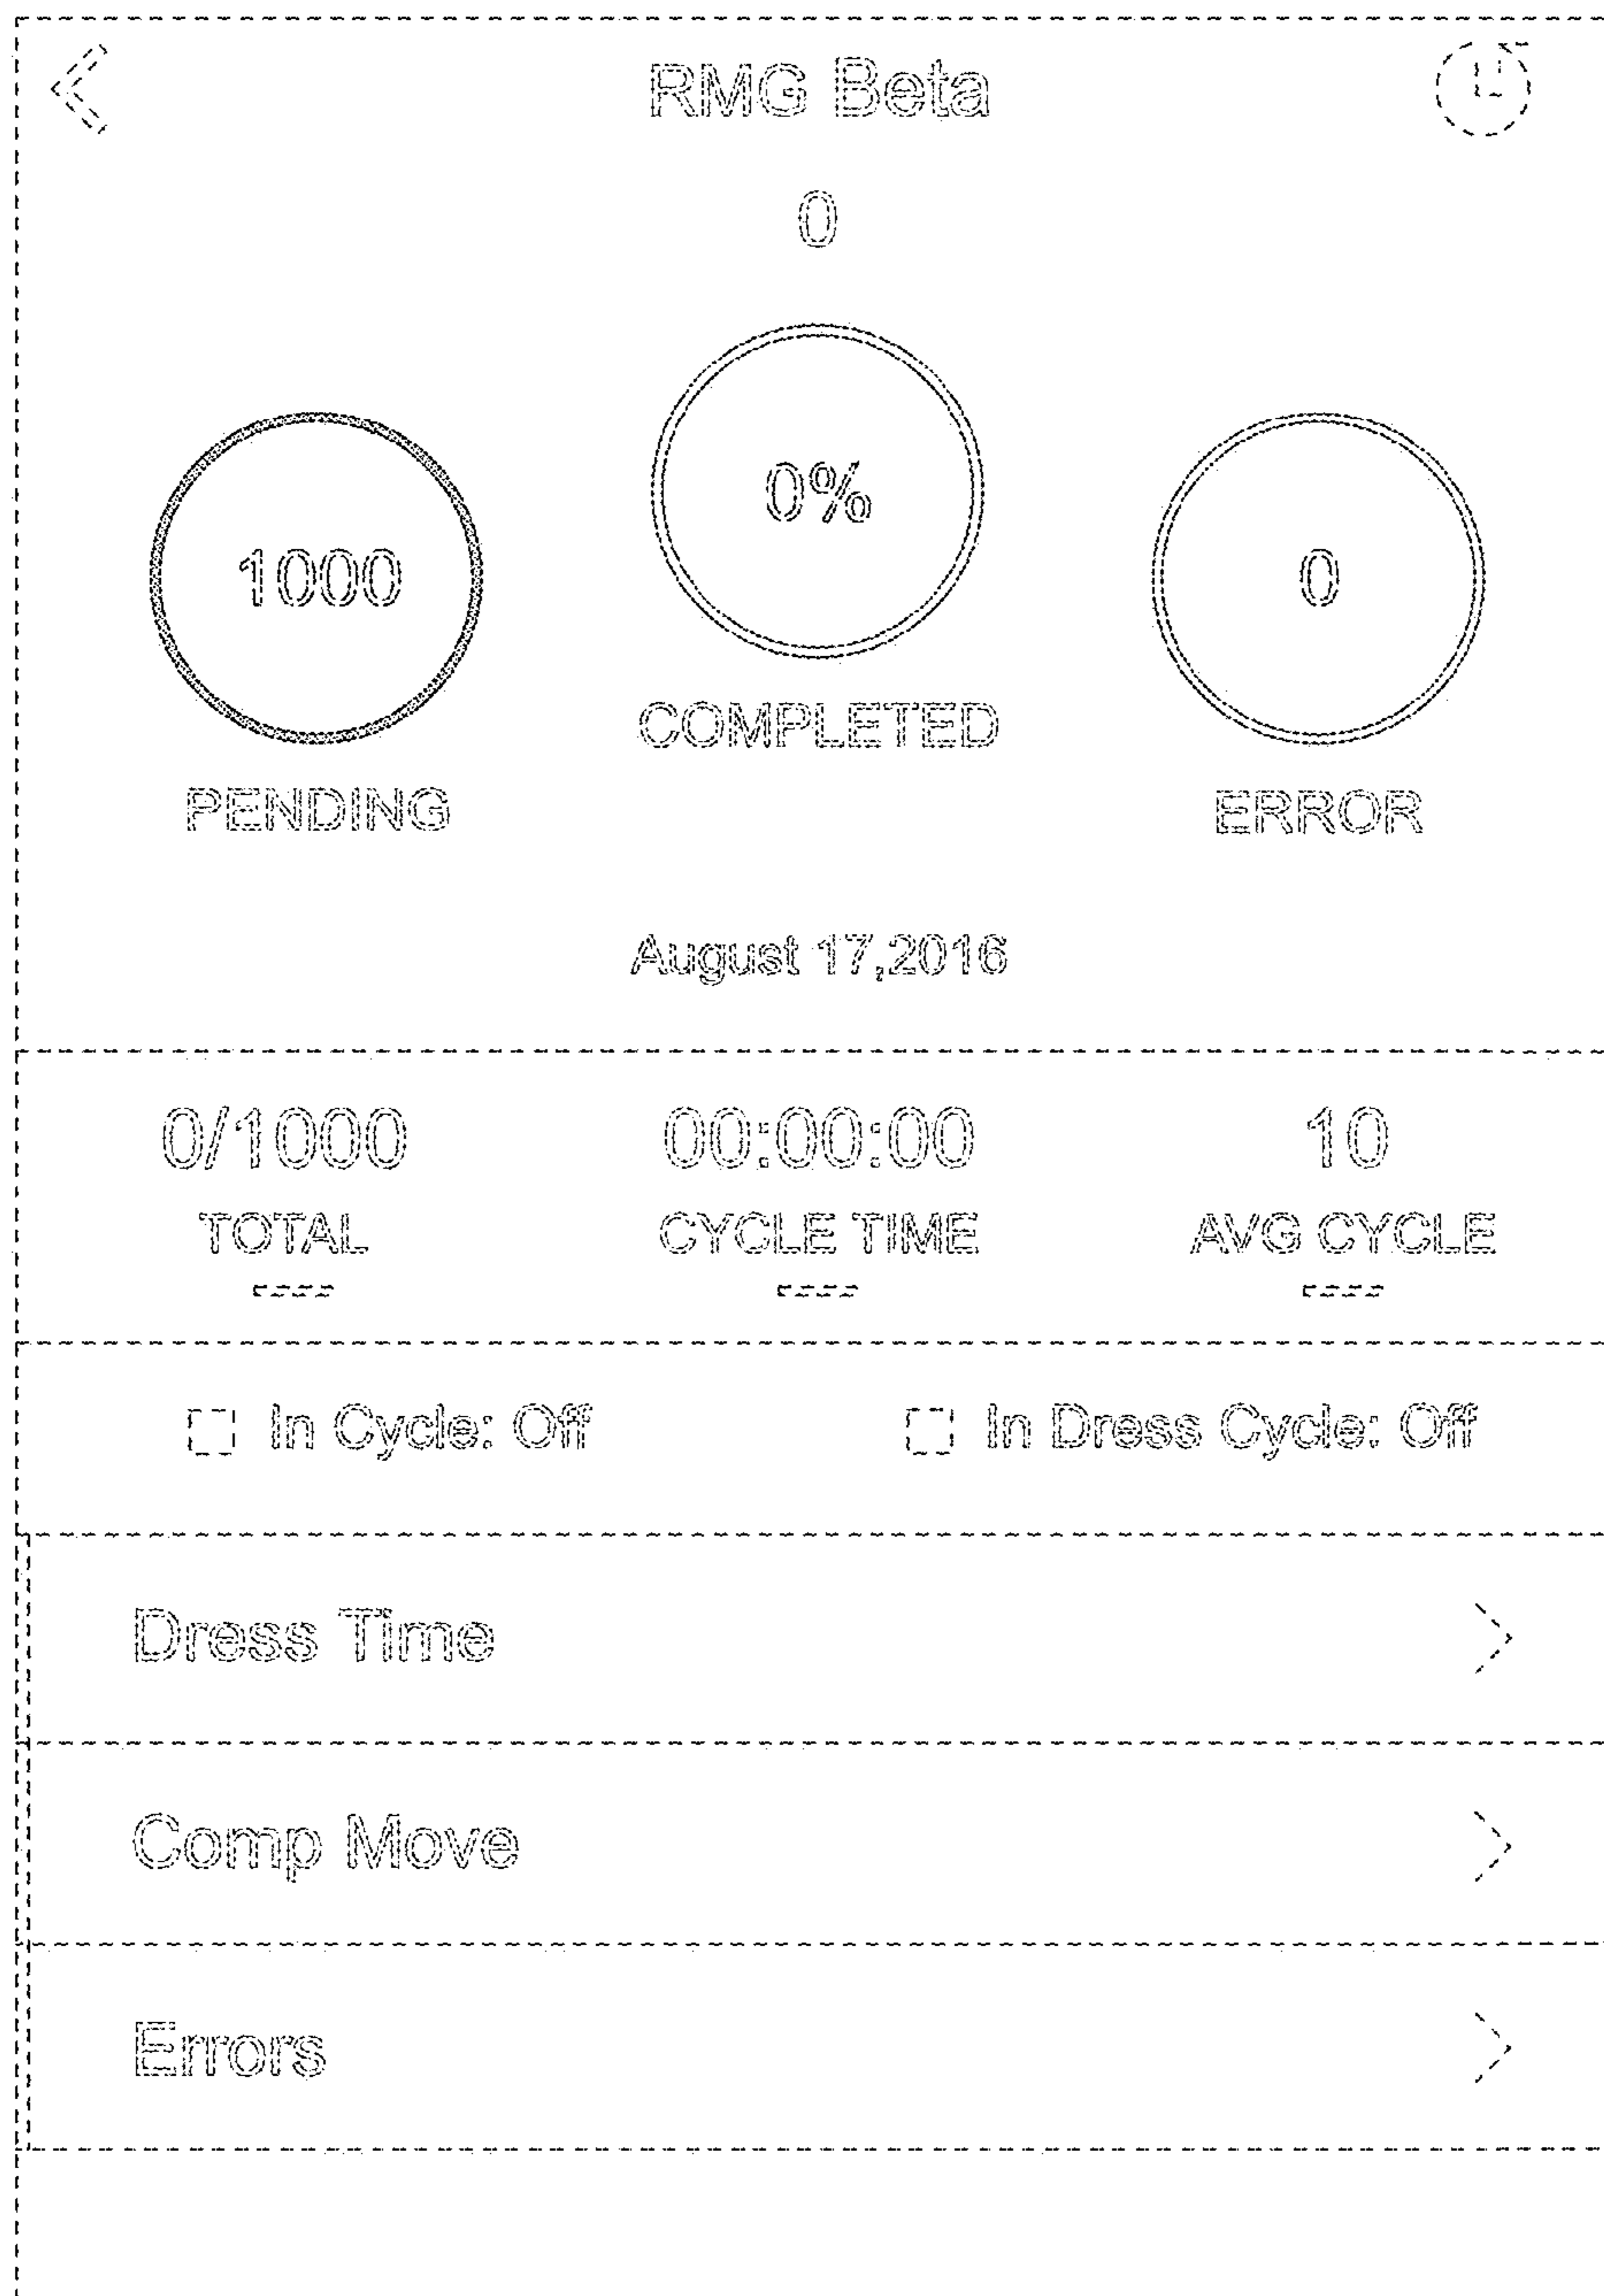 RMG Beta
0
0%
1000
0
COMPLETED
PENDING
ERROR
August 17,2016
0/1000
00:00:00
10
TOTAL
CYCLE TIME
AVG CYCLE
In Cycle: Off
In Dress Cycle: Off
Dress Time
Comp Move
Errors